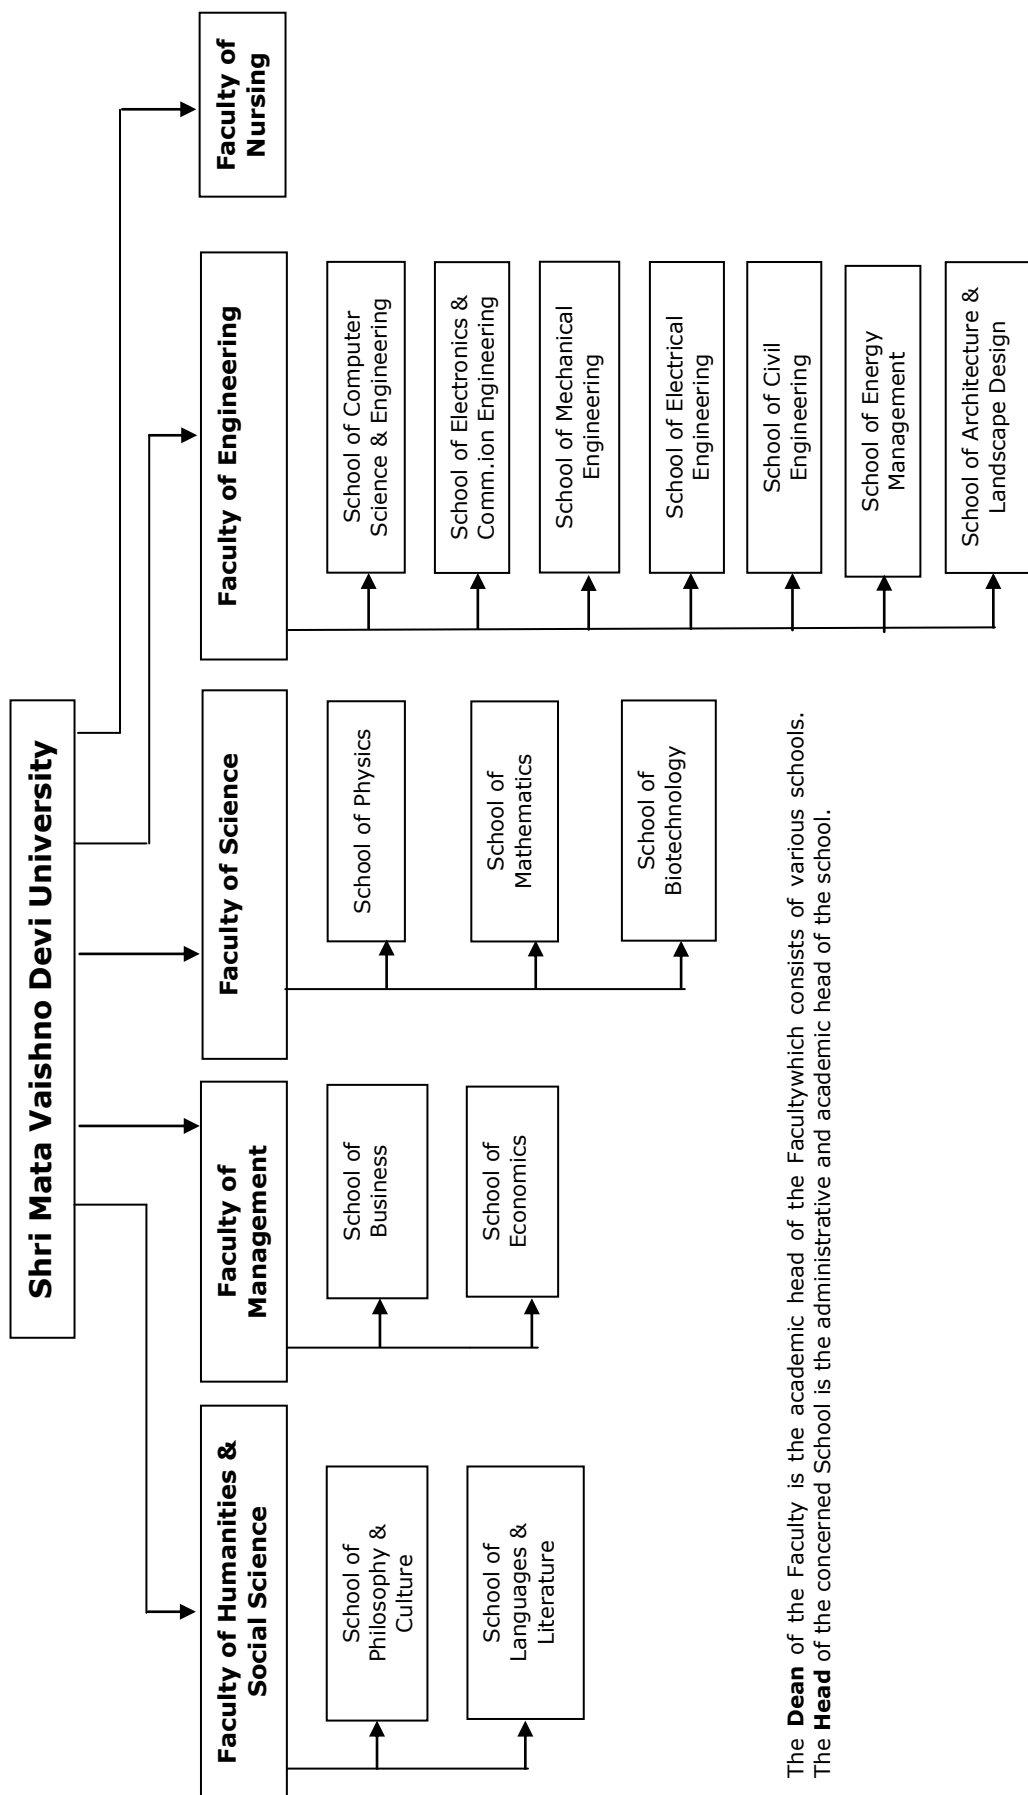 Shri Mata Vaishno Devi University
Faculty of Humanities &
Social Science
School of
Philosophy &
Culture
School of
Languages &
Literature
Faculty of
Management
School of
Business
School of
Economics
Faculty of Science
School of Physics
School of
Mathematics
School of
Biotechnology
Faculty of Engineering
School of Computer
Science & Engineering
School of Electronics &
Comm.ion Engineering
School of Mechanical
Engineering
School of Electrical
Engineering
School of Civil
Engineering
School of Energy
Management
School of Architecture &
Landscape Design
Faculty of
Nursing
The Dean of the Faculty is the academic head of the Facultywhich consists of various schools.
The Head of the concerned School is the administrative and academic head of the school.